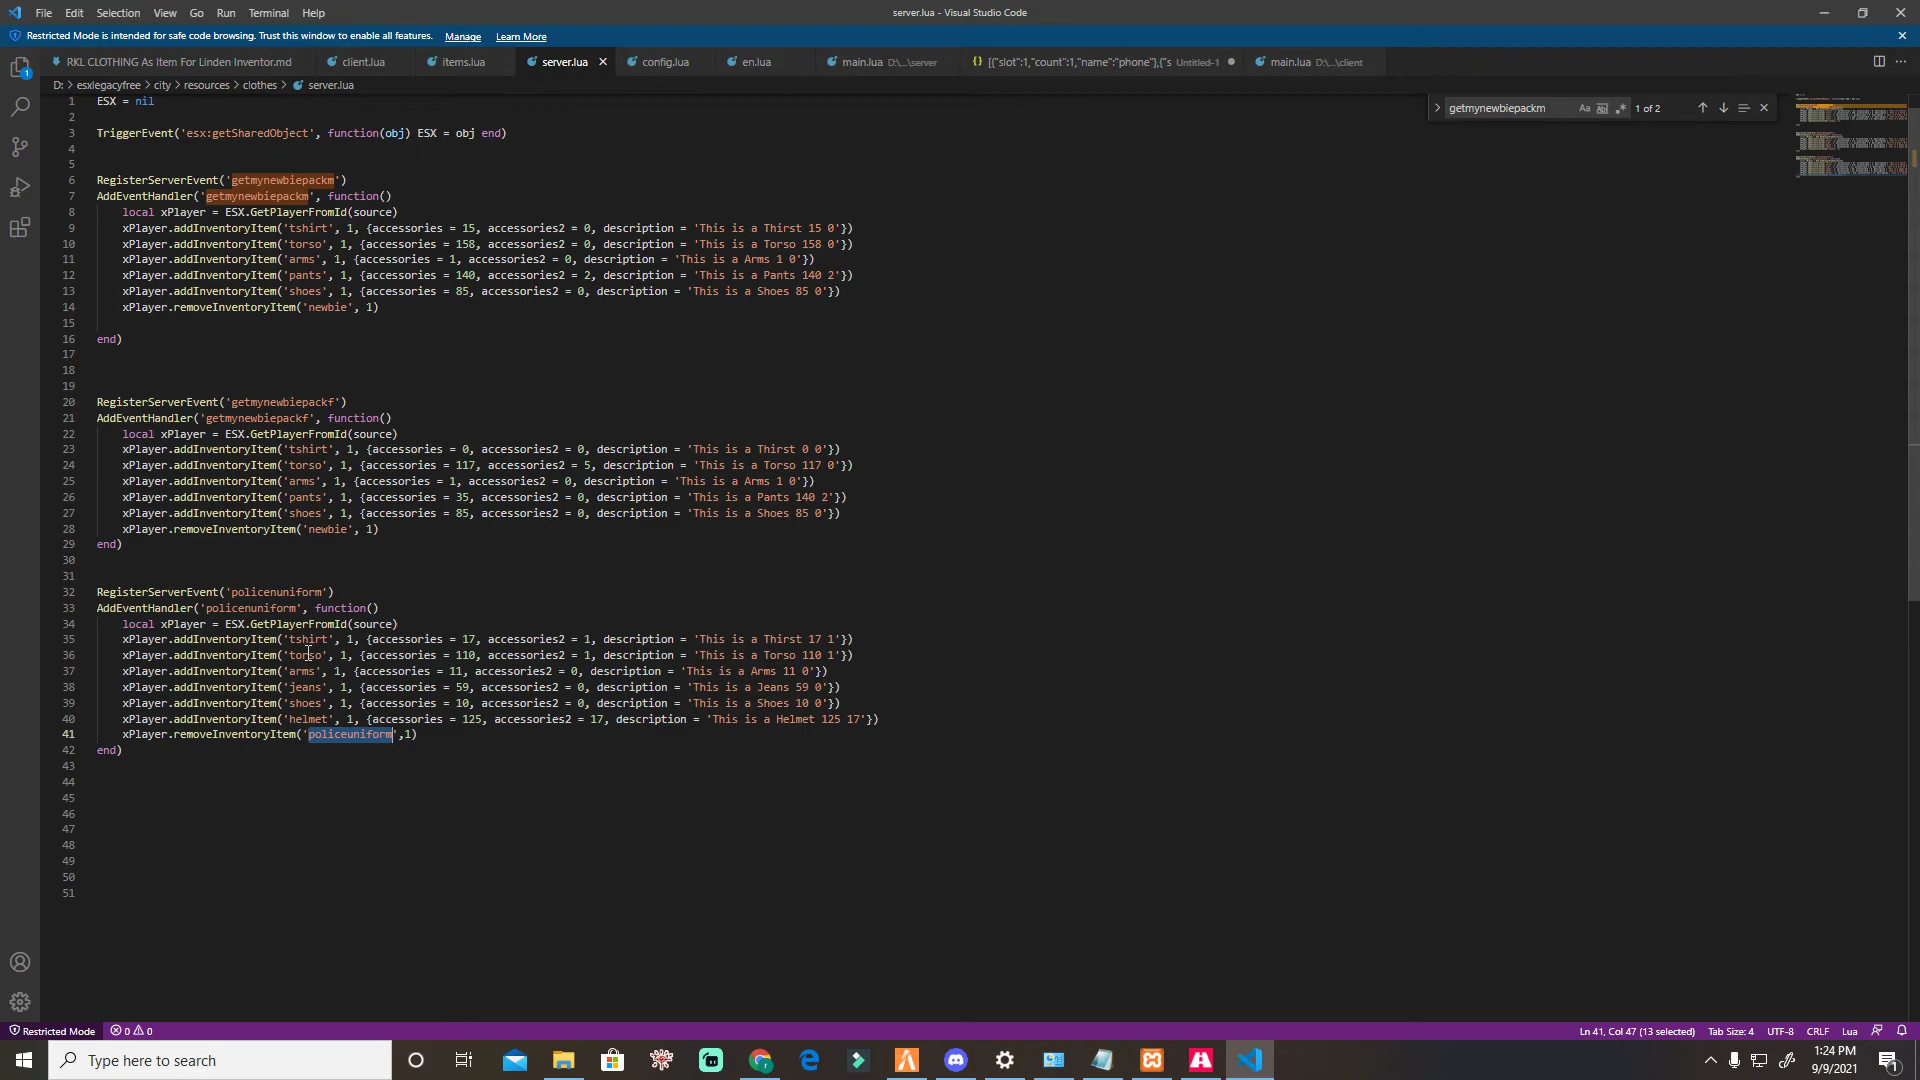 File Edit Selection View Go Run Terminal Help
server.lua - Visual Studio Code
Restricted Mode is intended for safe code browsing. Trust this window to enable all features. Manage Learn More
RKL CLOTHING As Item For Linden Inventor.md client.lua items.lua server.lua config.lua en.lua main.lua D:\...\server [{"slot":1,"count":1,"name":"phone"},{"s Untitled-1 main.lua D:\...\client
D: > esxlegacyfree > city > resources > clothes > server.lua
getmynewbiepackm Aa Ab .* 1 of 2
1 ESX = nil
2
3 TriggerEvent('esx:getSharedObject', function(obj) ESX = obj end)
4
5
6 RegisterServerEvent('getmynewbiepackm')
7 AddEventHandler('getmynewbiepackm', function()
8 local xPlayer = ESX.GetPlayerFromId(source)
9 xPlayer.addInventoryItem('tshirt', 1, {accessories = 15, accessories2 = 0, description = 'This is a Thirst 15 0'})
10 xPlayer.addInventoryItem('torso', 1, {accessories = 158, accessories2 = 0, description = 'This is a Torso 158 0'})
11 xPlayer.addInventoryItem('arms', 1, {accessories = 1, accessories2 = 0, description = 'This is a Arms 1 0'})
12 xPlayer.addInventoryItem('pants', 1, {accessories = 140, accessories2 = 2, description = 'This is a Pants 140 2'})
13 xPlayer.addInventoryItem('shoes', 1, {accessories = 85, accessories2 = 0, description = 'This is a Shoes 85 0'})
14 xPlayer.removeInventoryItem('newbie', 1)
15
16 end)
17
18
19
20 RegisterServerEvent('getmynewbiepackf')
21 AddEventHandler('getmynewbiepackf', function()
22 local xPlayer = ESX.GetPlayerFromId(source)
23 xPlayer.addInventoryItem('tshirt', 1, {accessories = 0, accessories2 = 0, description = 'This is a Thirst 0 0'})
24 xPlayer.addInventoryItem('torso', 1, {accessories = 117, accessories2 = 5, description = 'This is a Torso 117 0'})
25 xPlayer.addInventoryItem('arms', 1, {accessories = 1, accessories2 = 0, description = 'This is a Arms 1 0'})
26 xPlayer.addInventoryItem('pants', 1, {accessories = 35, accessories2 = 0, description = 'This is a Pants 140 2'})
27 xPlayer.addInventoryItem('shoes', 1, {accessories = 85, accessories2 = 0, description = 'This is a Shoes 85 0'})
28 xPlayer.removeInventoryItem('newbie', 1)
29 end)
30
31
32 RegisterServerEvent('policenuniform')
33 AddEventHandler('policenuniform', function()
34 local xPlayer = ESX.GetPlayerFromId(source)
35 xPlayer.addInventoryItem('tshirt', 1, {accessories = 17, accessories2 = 1, description = 'This is a Thirst 17 1'})
36 xPlayer.addInventoryItem('torso', 1, {accessories = 110, accessories2 = 1, description = 'This is a Torso 110 1'})
37 xPlayer.addInventoryItem('arms', 1, {accessories = 11, accessories2 = 0, description = 'This is a Arms 11 0'})
38 xPlayer.addInventoryItem('jeans', 1, {accessories = 59, accessories2 = 0, description = 'This is a Jeans 59 0'})
39 xPlayer.addInventoryItem('shoes', 1, {accessories = 10, accessories2 = 0, description = 'This is a Shoes 10 0'})
40 xPlayer.addInventoryItem('helmet', 1, {accessories = 125, accessories2 = 17, description = 'This is a Helmet 125 17'})
41 xPlayer.removeInventoryItem('policeuniform',1)
42 end)
43
44
45
46
47
48
49
50
51
Restricted Mode 0 0 Ln 41, Col 47 (13 selected) Tab Size: 4 UTF-8 CRLF Lua
Type here to search
1:24 PM
9/9/2021